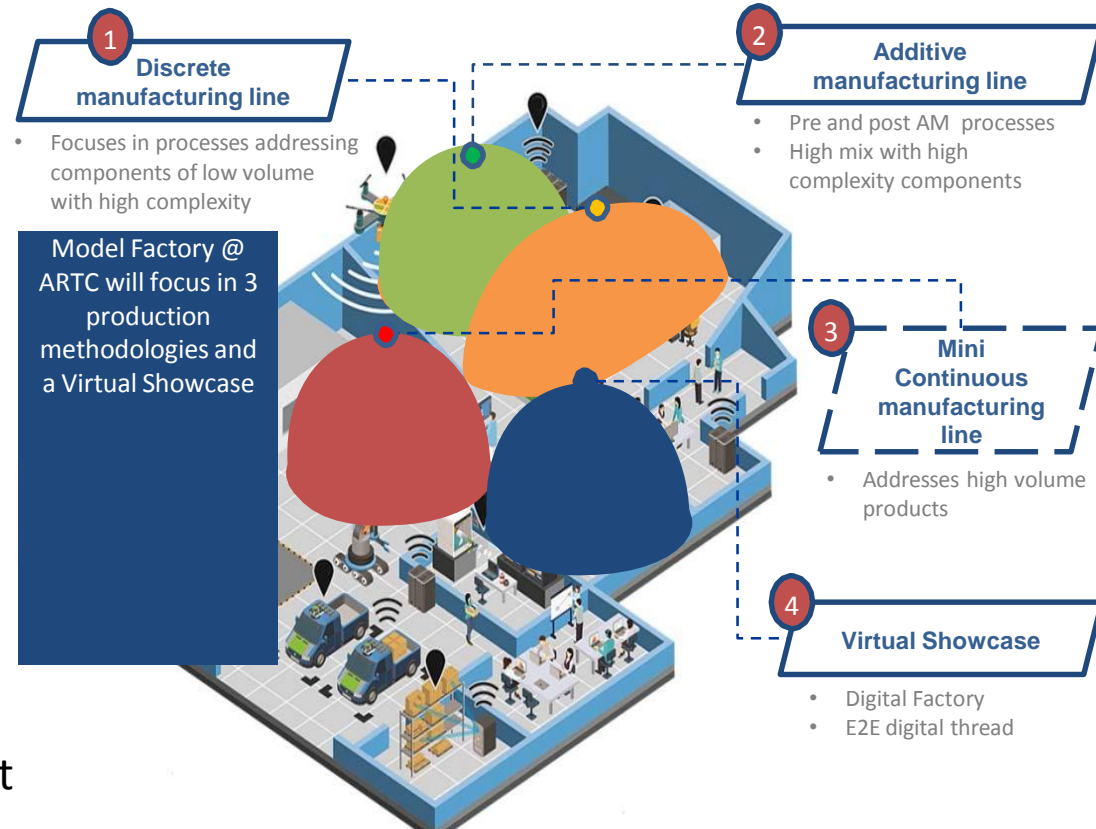 1
Discrete
manufacturing line
• Focuses in processes addressing
components of low volume
with high complexity
Model Factory @
ARTC will focus in 3
production
methodologies and
a Virtual Showcase
2
Additive
manufacturing line
• Pre and post AM processes
• High mix with high
complexity components
3
Mini
Continuous
manufacturing
line
• Addresses high volume
products
4
Virtual Showcase
• Digital Factory
• E2E digital thread
t